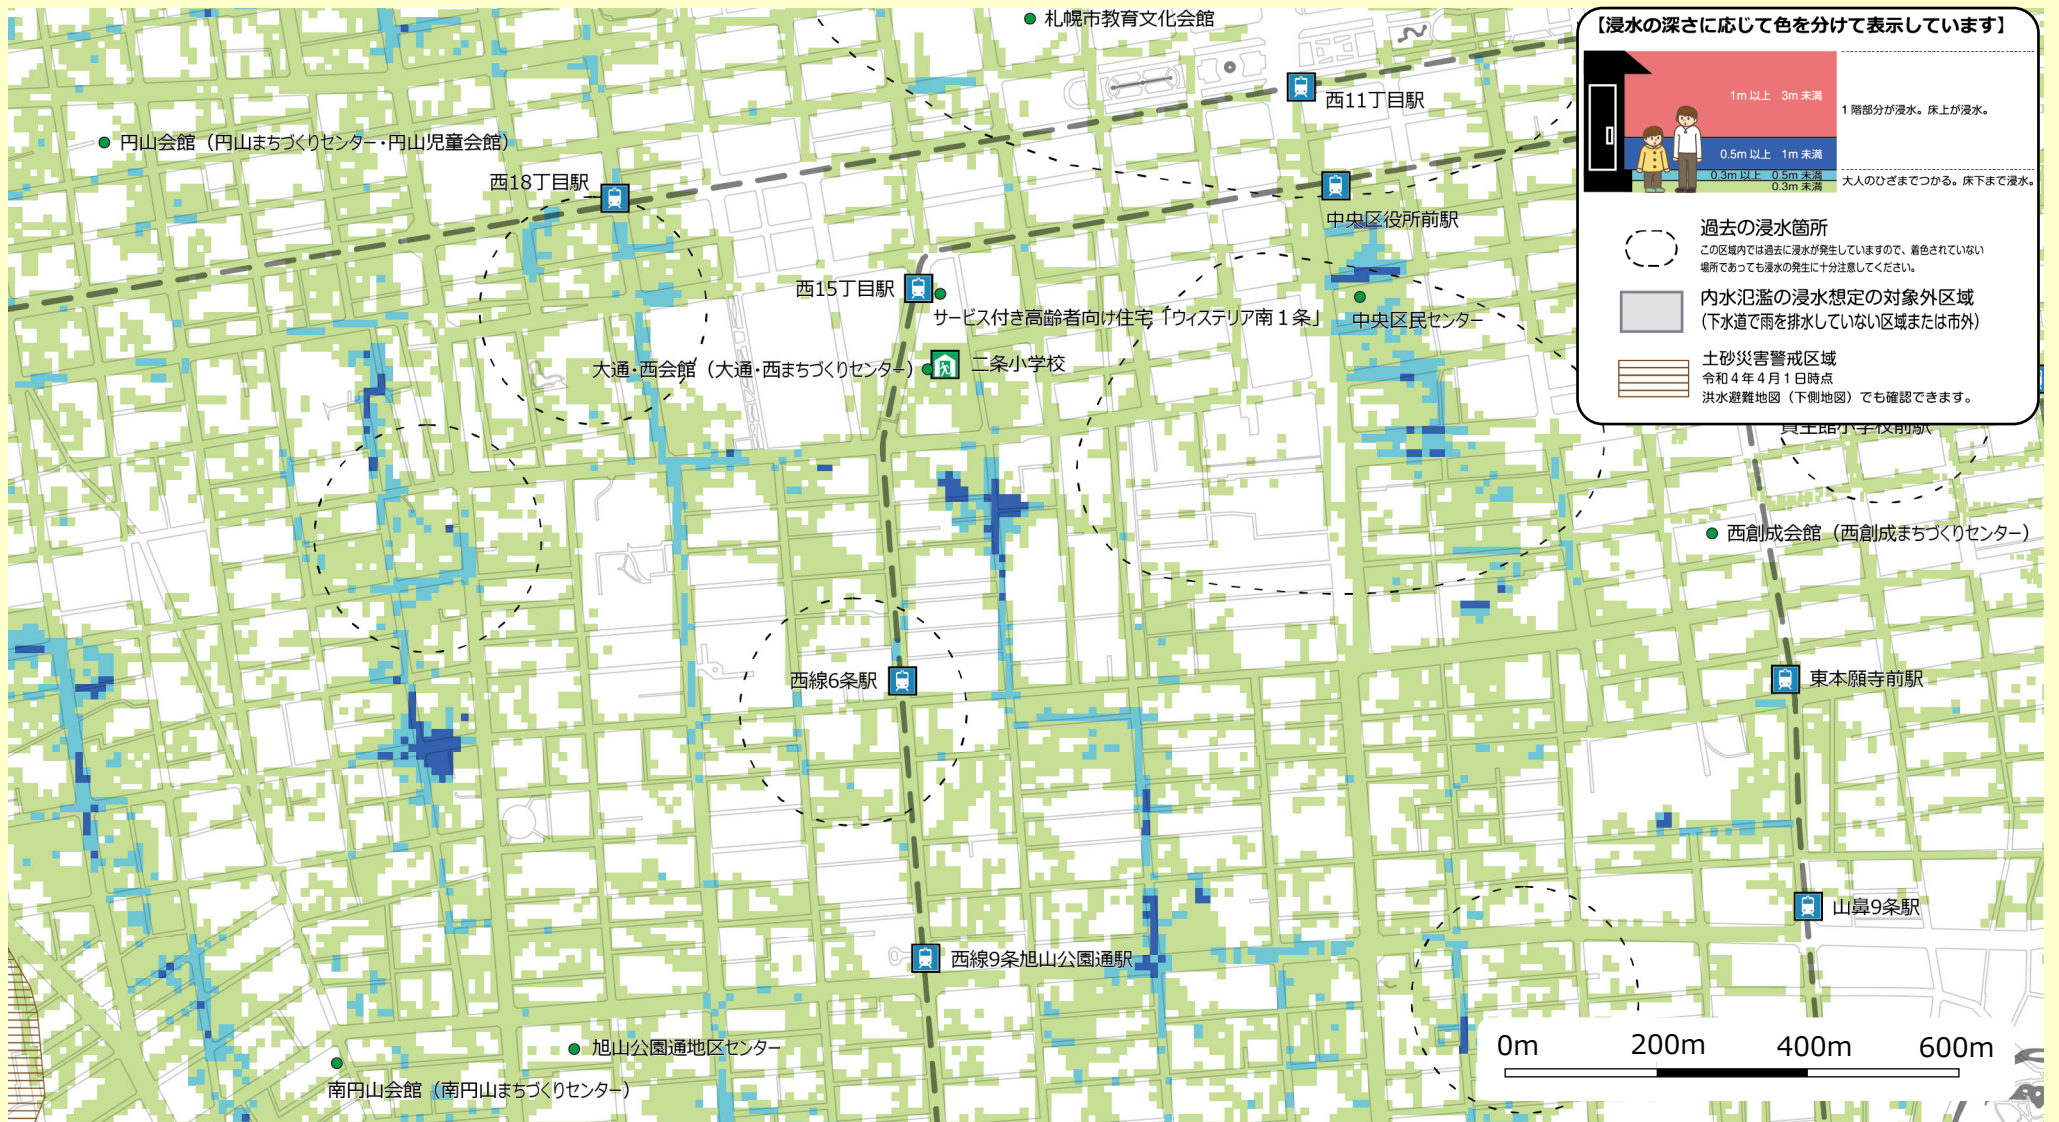 札幌市教育文化会館
【浸水の深さに応じて色を分けて表示しています】
1m 以上 3m 未満
1 階部分が浸水。床上が浸水。
0.5m 以上 1m 未満
0.3m 以上 0.5m 未満
0.3m 未満
大人のひざまでつかる。床下まで浸水。
過去の浸水箇所
この区域内では過去に浸水が発生していますので、着色されていない
場所であっても浸水の発生に十分注意してください。
内水氾濫の浸水想定の対象外区域
(下水道で雨を排水していない区域または市外)
土砂災害警戒区域
令和4年4月1日時点
洪水避難地図(下側地図)でも確認できます。
西11丁目駅
円山会館(円山まちづくりセンター・円山児童会館)
西18丁目駅
中央区役所前駅
西15丁目駅
サービス付き高齢者向け住宅「ウィステリア南1条」
中央区民センター
大通・西会館(大通・西まちづくりセンター)
二条小学校
資生館小学校前駅
西創成会館(西創成まちづくりセンター)
西線6条駅
東本願寺前駅
山鼻9条駅
西線9条旭山公園通駅
旭山公園通地区センター
南円山会館(南円山まちづくりセンター)
0m 200m 400m 600m